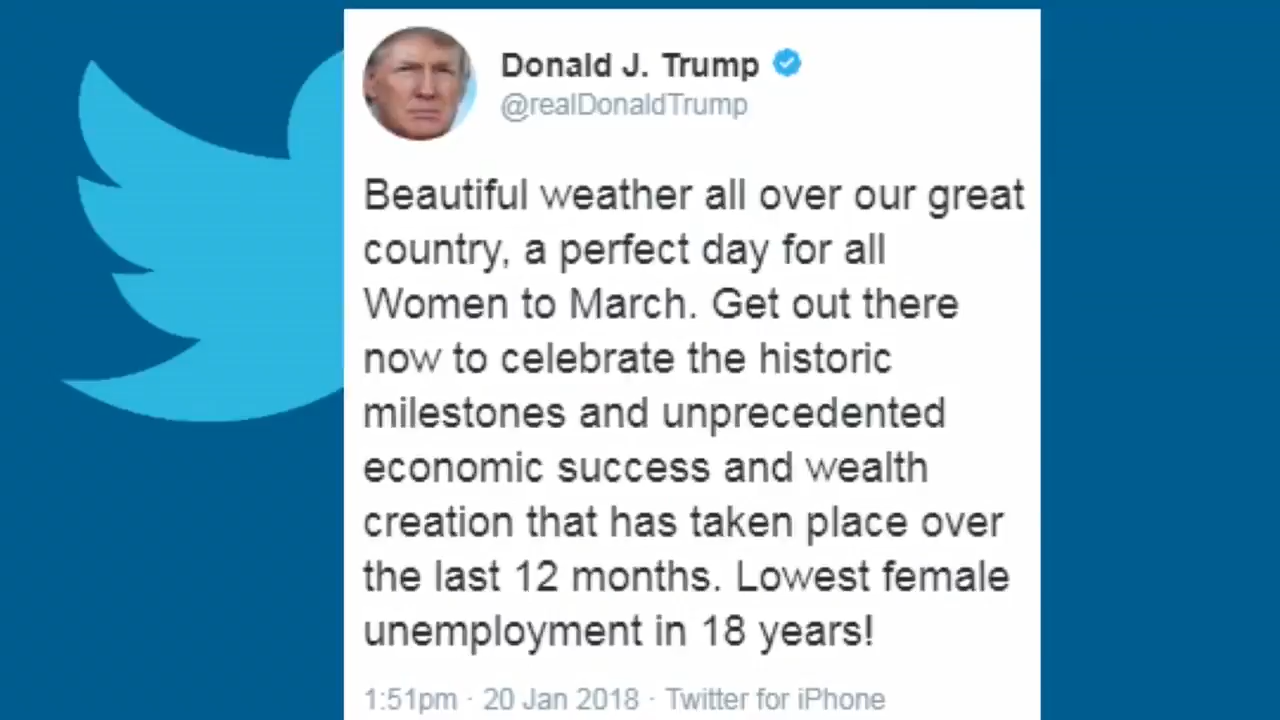 Donald J. Trump
@realDonaldTrump
Beautiful weather all over our great
country, a perfect day for all
Women to March. Get out there
now to celebrate the historic
milestones and unprecedented
economic success and wealth
creation that has taken place over
the last 12 months. Lowest female
unemployment in 18 years!
1:51pm · 20 Jan 2018 · Twitter for iPhone